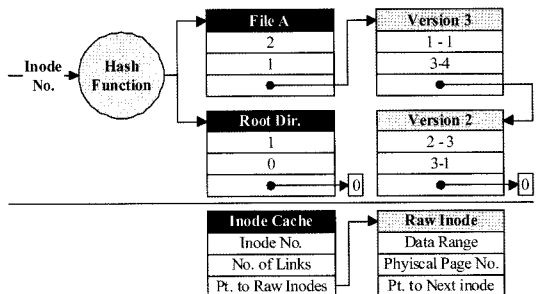 File A
Version 3
2
1 - 1
Inode No.
Hash Function
1
3-4
Root Dir.
Version 2
1
2 - 3
0
3-1
0
0
Inode Cache
Raw Inode
Inode No.
Data Range
No. of Links
Phyiscal Page No.
Pt. to Raw Inodes
Pt. to Next inode